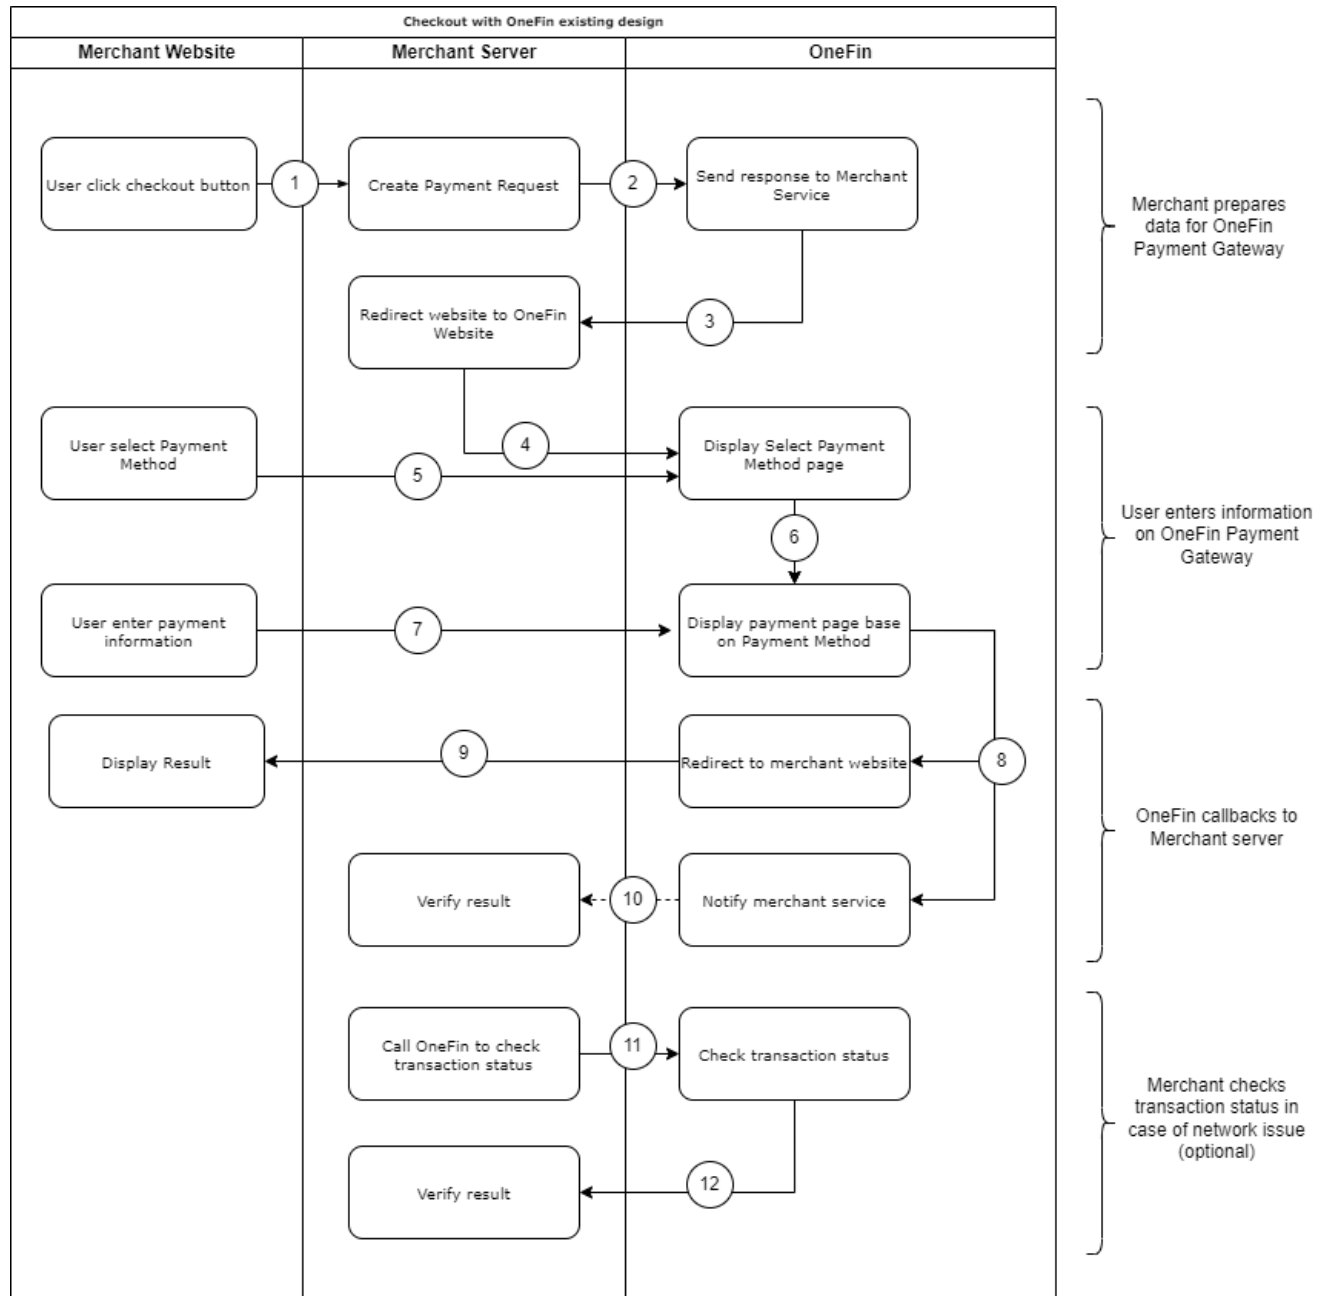 Checkout with OneFin existing design
Merchant Website
Merchant Server
OneFin
User click checkout button
1
Create Payment Request
2
Send response to Merchant
Service
Merchant prepares
data for OneFin
Payment Gateway
Redirect website to OneFin
Website
3
User select Payment
Method
4
5
Display Select Payment
Method page
6
User enters information
on OneFin Payment
Gateway
User enter payment
information
7
Display payment page base
on Payment Method
Display Result
9
Redirect to merchant website
8
OneFin callbacks to
Merchant server
Verify result
10
Notify merchant service
Call OneFin to check
transaction status
11
Check transaction status
Merchant checks
transaction status in
case of network issue
(optional)
Verify result
12